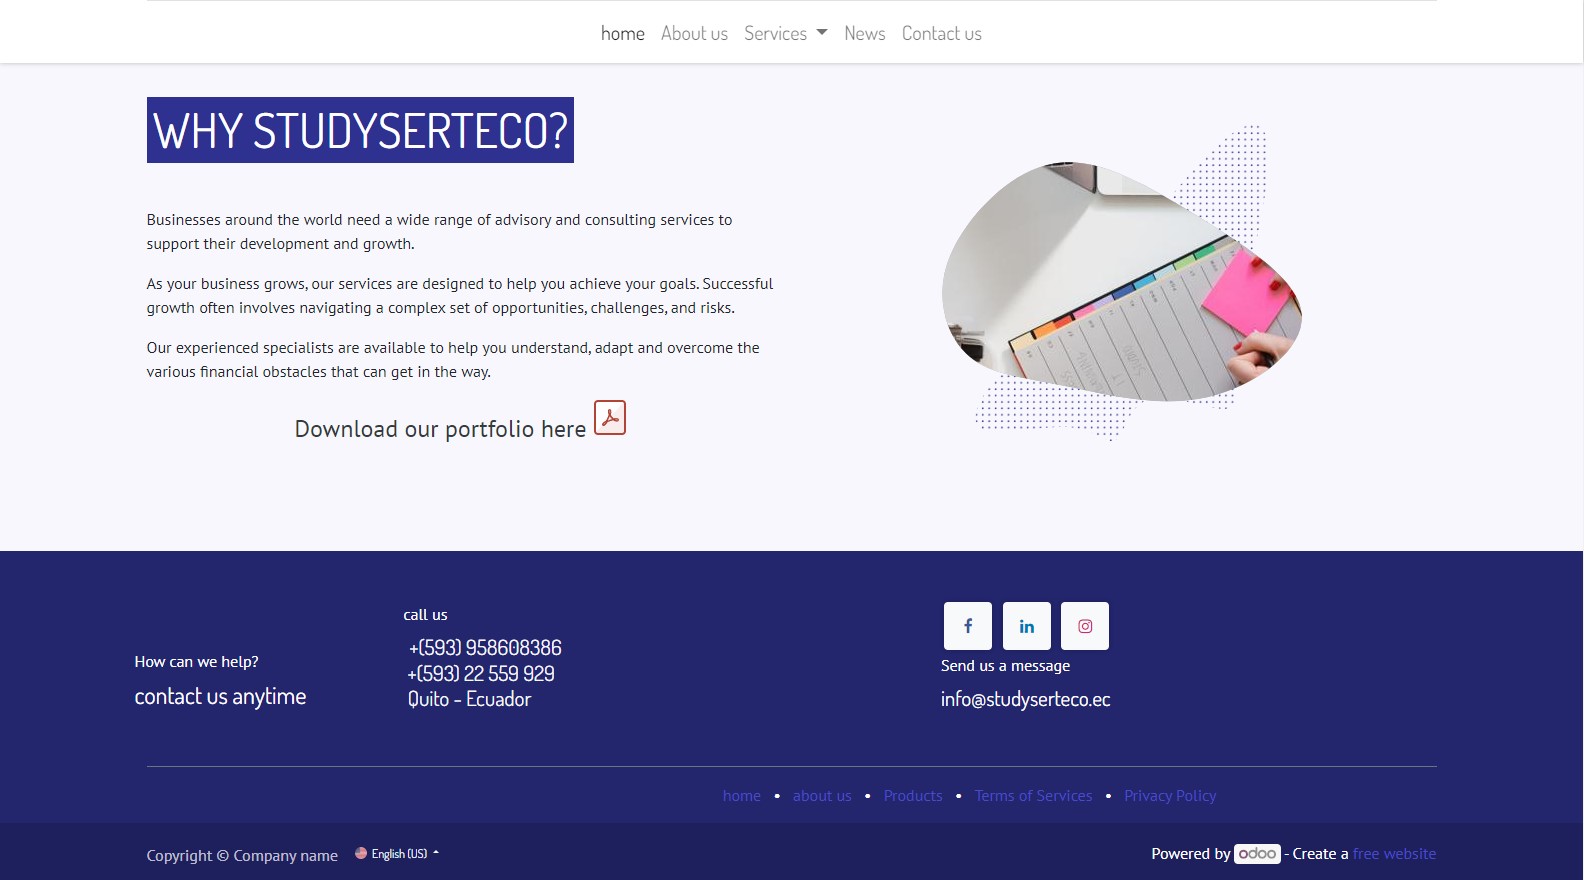 home About us Services News Contact us
WHY STUDYSERTECO?
Businesses around the world need a wide range of advisory and consulting services to
support their development and growth.
As your business grows, our services are designed to help you achieve your goals. Successful
growth often involves navigating a complex set of opportunities, challenges, and risks.
Our experienced specialists are available to help you understand, adapt and overcome the
various financial obstacles that can get in the way.
Download our portfolio here
How can we help?
contact us anytime
call us
+(593) 958608386
+(593) 22 559 929
Quito - Ecuador
Send us a message
info@studyserteco.ec
home • about us • Products • Terms of Services • Privacy Policy
Copyright © Company name English (US)
Powered by odoo - Create a free website